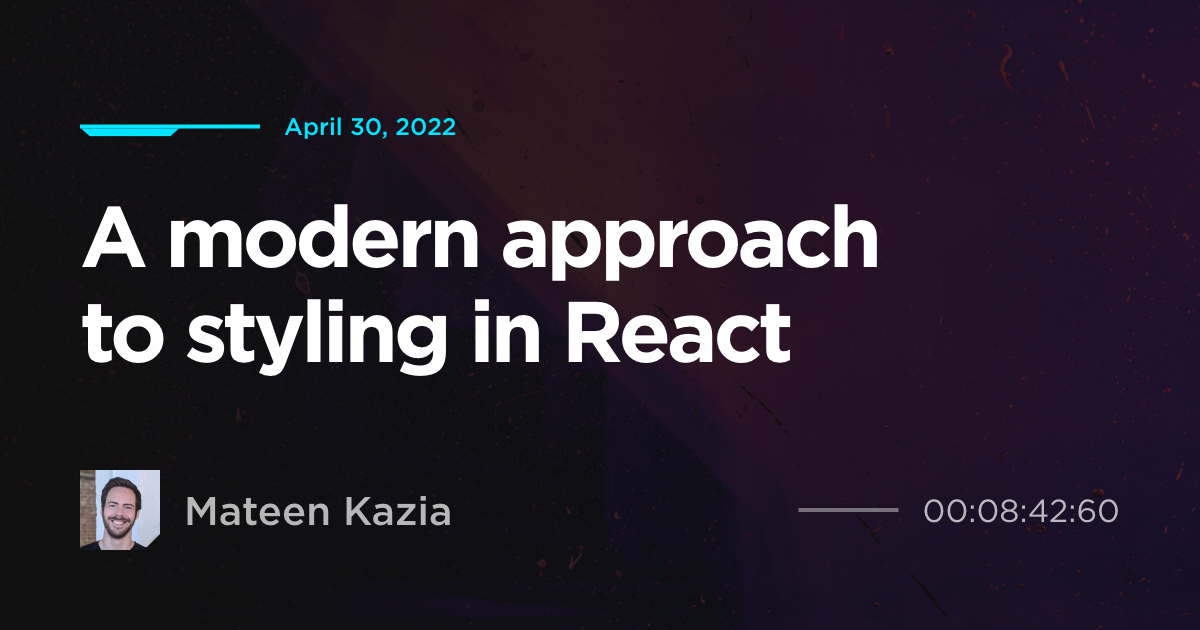 April 30, 2022
A modern approach
to styling in React
Mateen Kazia
00:08:42:60